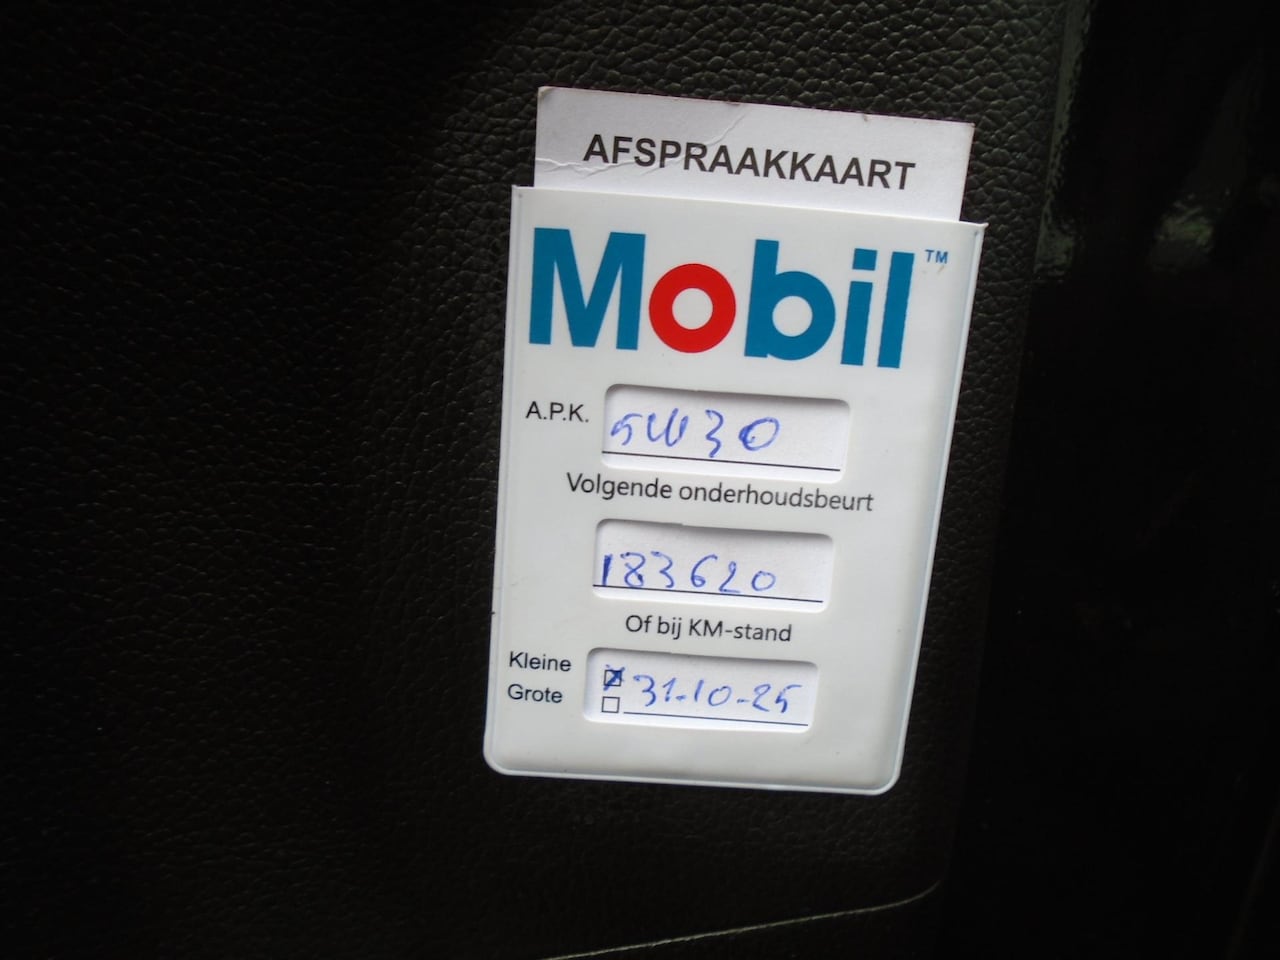 AFSPRAAKKAART
Mobil™
A.P.K. 5W30
Volgende onderhoudsbeurt
183620
Of bij KM-stand
Kleine
Grote
31-10-25